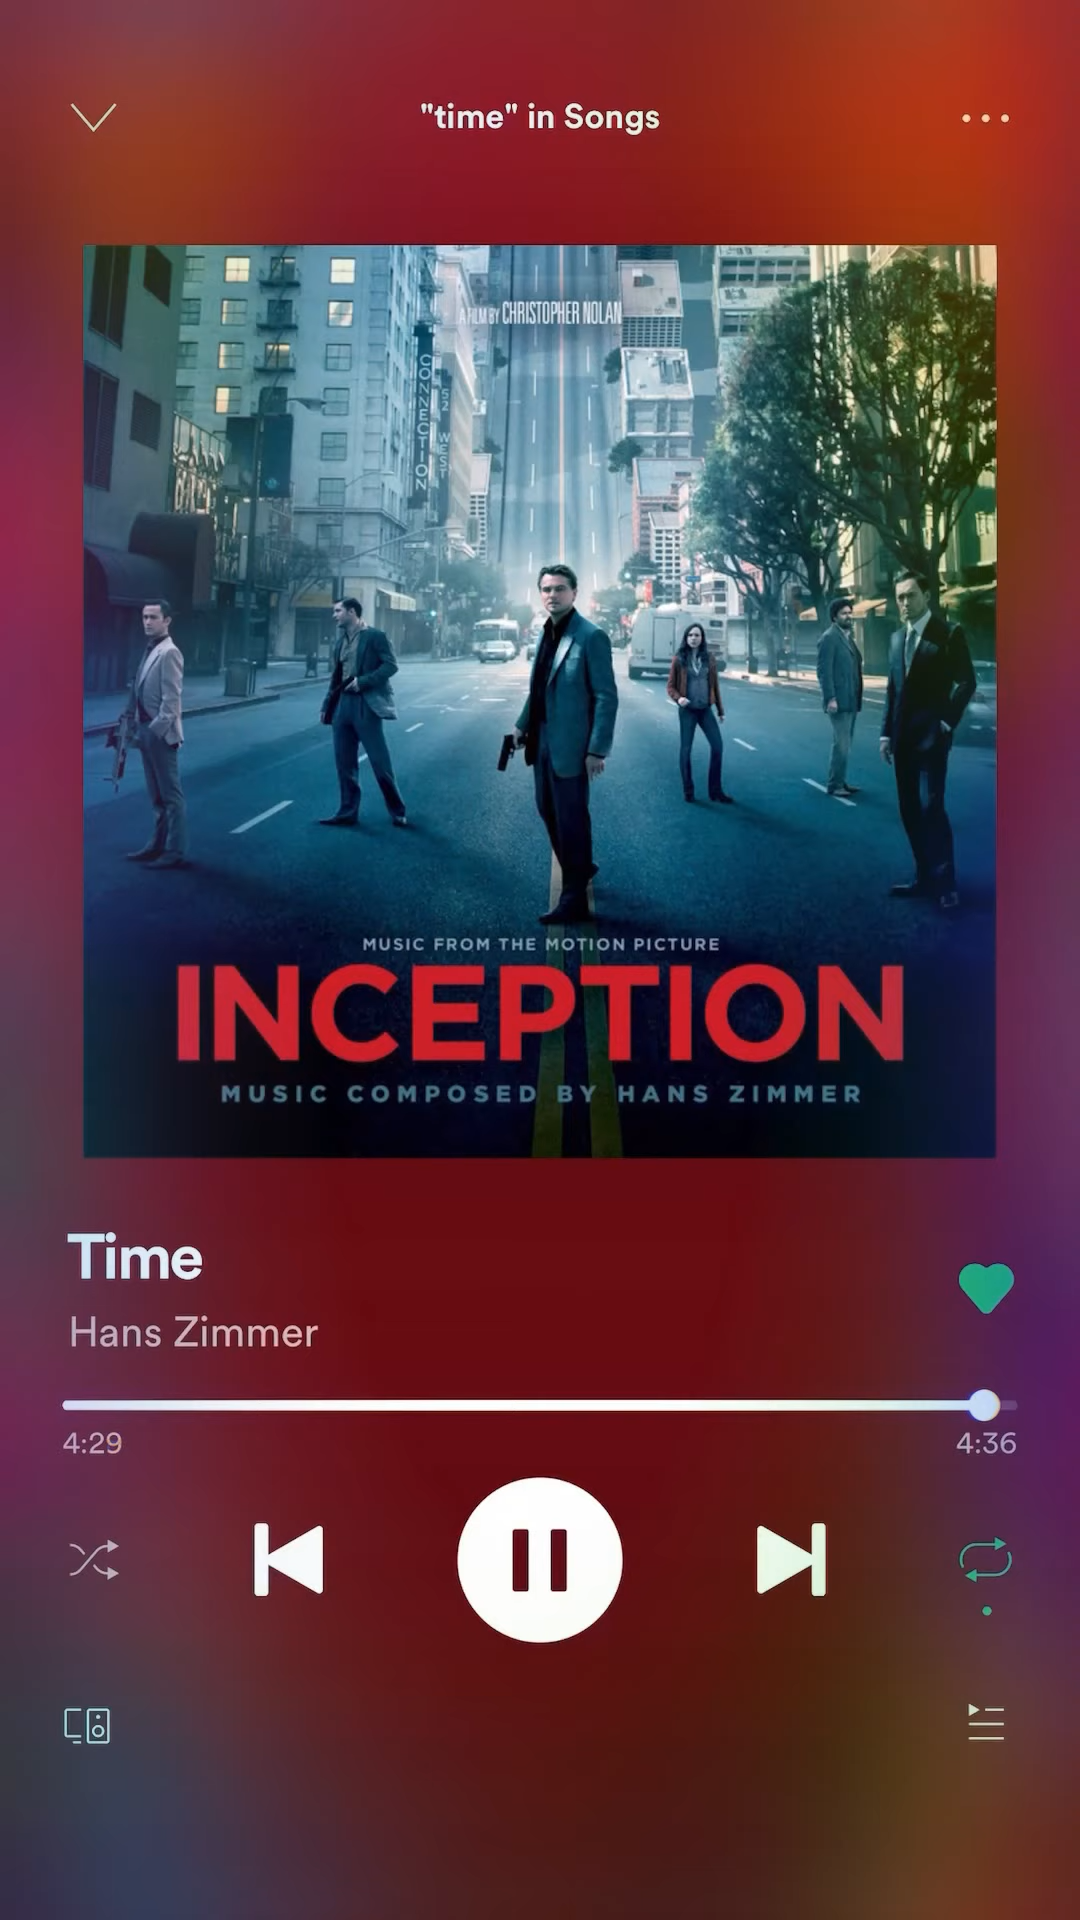 "time" in Songs
A FILM BY CHRISTOPHER NOLAN
CONNECTION
52 WEST
MUSIC FROM THE MOTION PICTURE
INCEPTION
MUSIC COMPOSED BY HANS ZIMMER
Time
Hans Zimmer
4:29
4:36